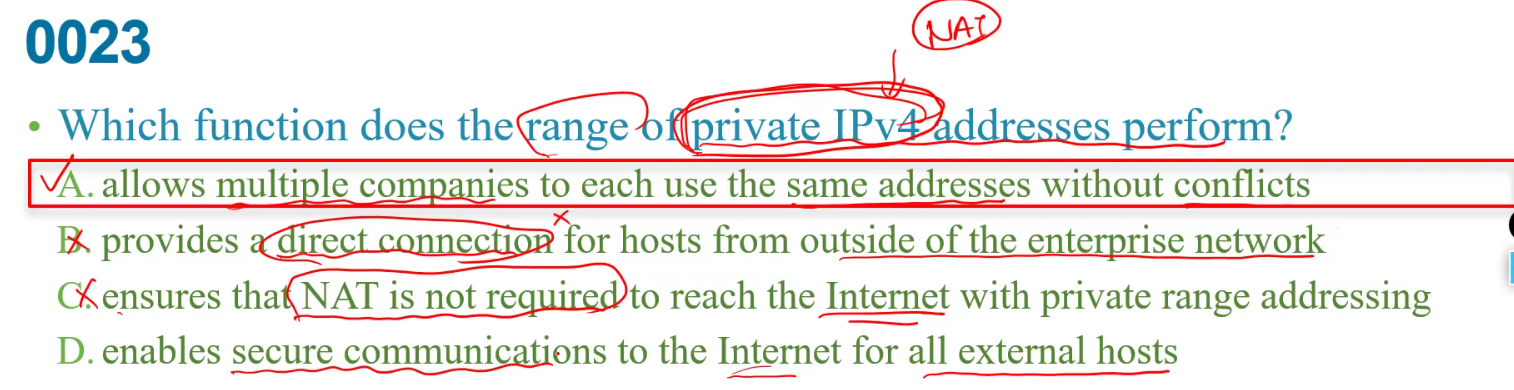 0023
NAT
• Which function does the range of private IPv4 addresses perform?
A. allows multiple companies to each use the same addresses without conflicts
B. provides a direct connection for hosts from outside of the enterprise network
C. ensures that NAT is not required to reach the Internet with private range addressing
D. enables secure communications to the Internet for all external hosts